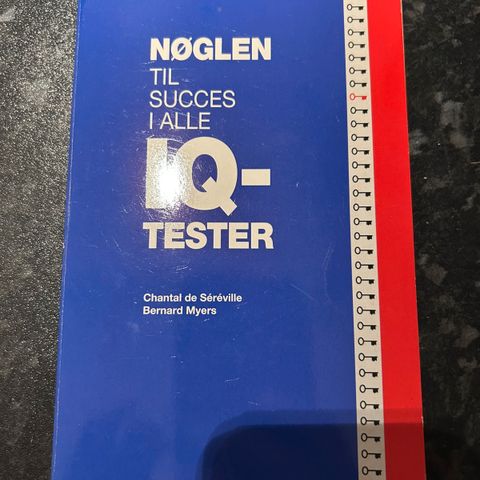 NØGLEN
TIL
SUCCES
I ALLE
IQ-
TESTER
Chantal de Séréville
Bernard Myers